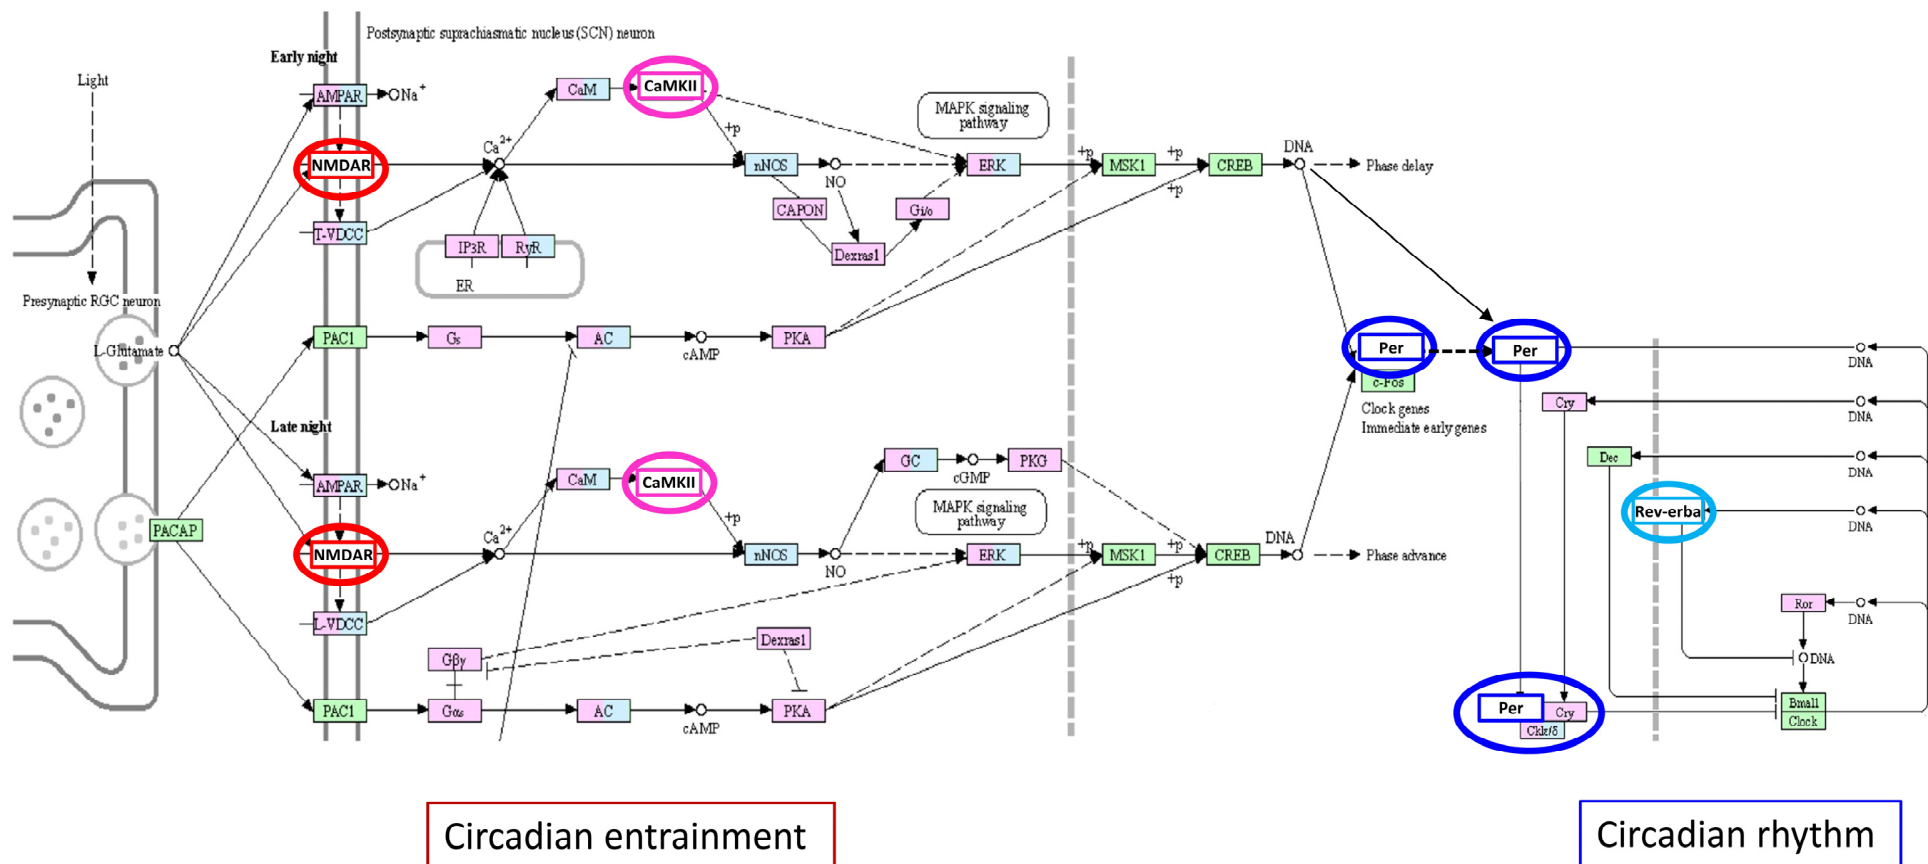 Postsynaptic suprachiasmatic nucleus (SCN) neuron
Early night
Light
AMPAR
Na+
CaM
CaMKII
MAPK signaling
pathway
+p
Ca2+
NMDAR
nNOS
NO
ERK
+p
MSK1
+p
CREB
DNA
Phase delay
+p
T-VDCC
CAPON
Gi/o
IP3R
RyR
Dexras1
ER
Presynaptic RGC neuron
L-Glutamate
PAC1
Gs
AC
cAMP
PKA
Per
Per
DNA
c-Fos
Clock genes
Immediate early genes
Cry
DNA
Late night
Dec
DNA
AMPAR
Na+
CaM
CaMKII
GC
cGMP
PKG
MAPK signaling
pathway
Rev-erba
DNA
PACAP
+p
Ca2+
NMDAR
nNOS
NO
ERK
+p
MSK1
+p
CREB
DNA
Phase advance
+p
L-VDCC
Ror
DNA
Dexras1
Gβγ
DNA
PAC1
Gαs
AC
cAMP
PKA
Per
Cry
Bmal1
Clock
Circadian entrainment
Circadian rhythm